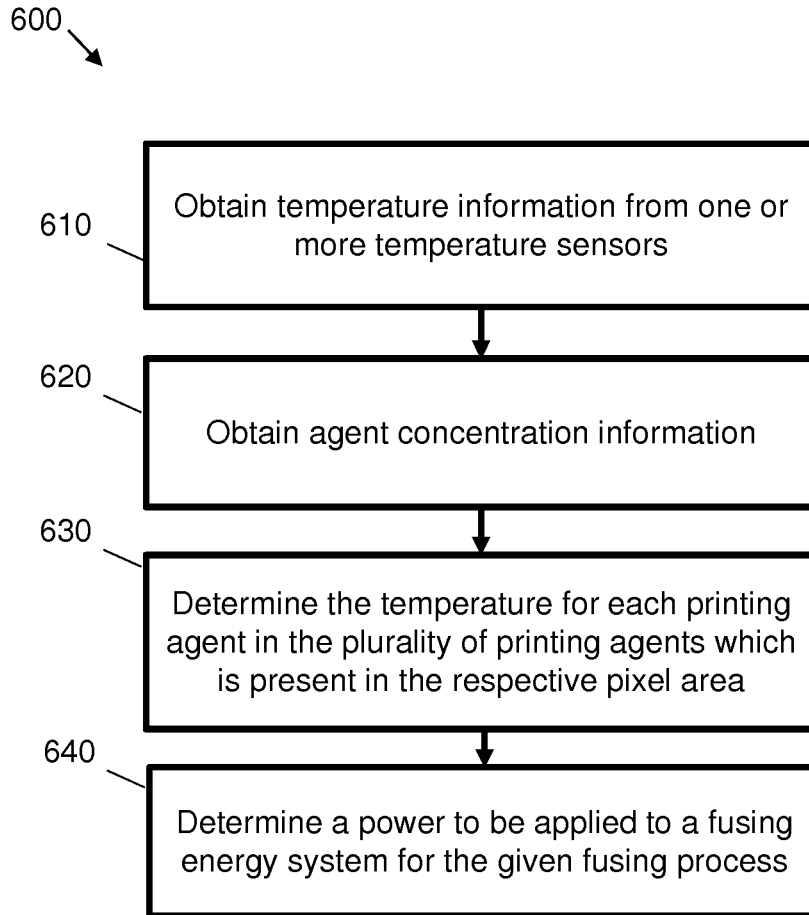 600
610
Obtain temperature information from one or
more temperature sensors
620
Obtain agent concentration information
630
Determine the temperature for each printing
agent in the plurality of printing agents which
is present in the respective pixel area
640
Determine a power to be applied to a fusing
energy system for the given fusing process